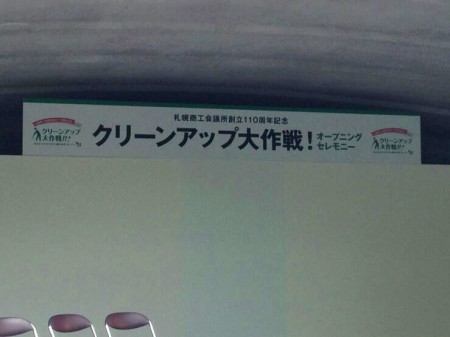 札幌商工会議所創立110周年記念
クリーンアップ大作戦!
オープニング
セレモニー
クリーンアップ
大作戦!!
クリーンアップ
大作戦!!